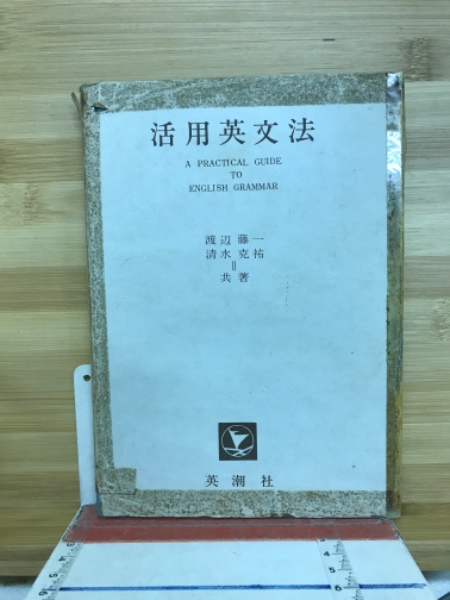 活用英文法
A PRACTICAL GUIDE
TO
ENGLISH GRAMMAR
渡辺藤一
清水克祐
共著
英潮社